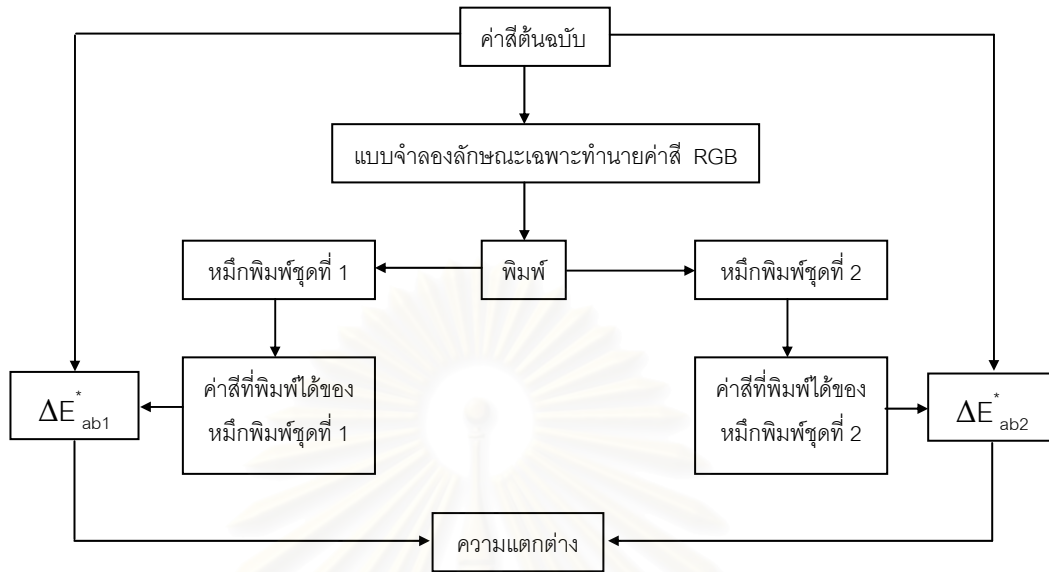 ค่าสีต้นฉบับ
แบบจำลองลักษณะเฉพาะทำนายค่าสี RGB
หมึกพิมพ์ชุดที่ 1
พิมพ์
หมึกพิมพ์ชุดที่ 2
ค่าสีที่พิมพ์ได้ของ
หมึกพิมพ์ชุดที่ 1
ค่าสีที่พิมพ์ได้ของ
หมึกพิมพ์ชุดที่ 2
ΔE*ab1
ΔE*ab2
ความแตกต่าง